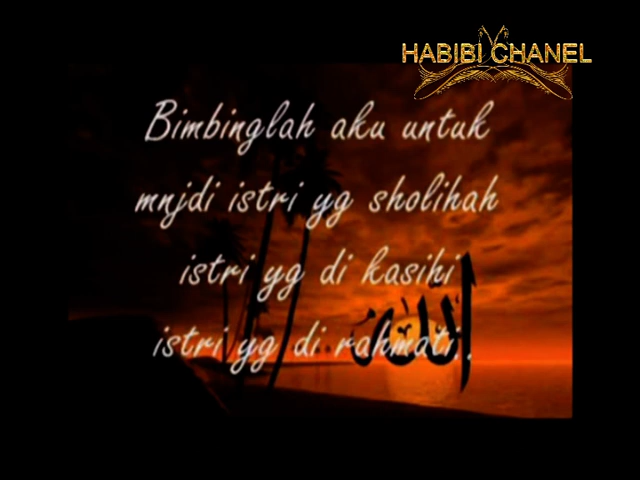 HABIBI CHANEL
Bimbinglah aku untuk
mnjdi istri yg sholihah
istri yg di kasihi
istri yg di rahmati..
الله